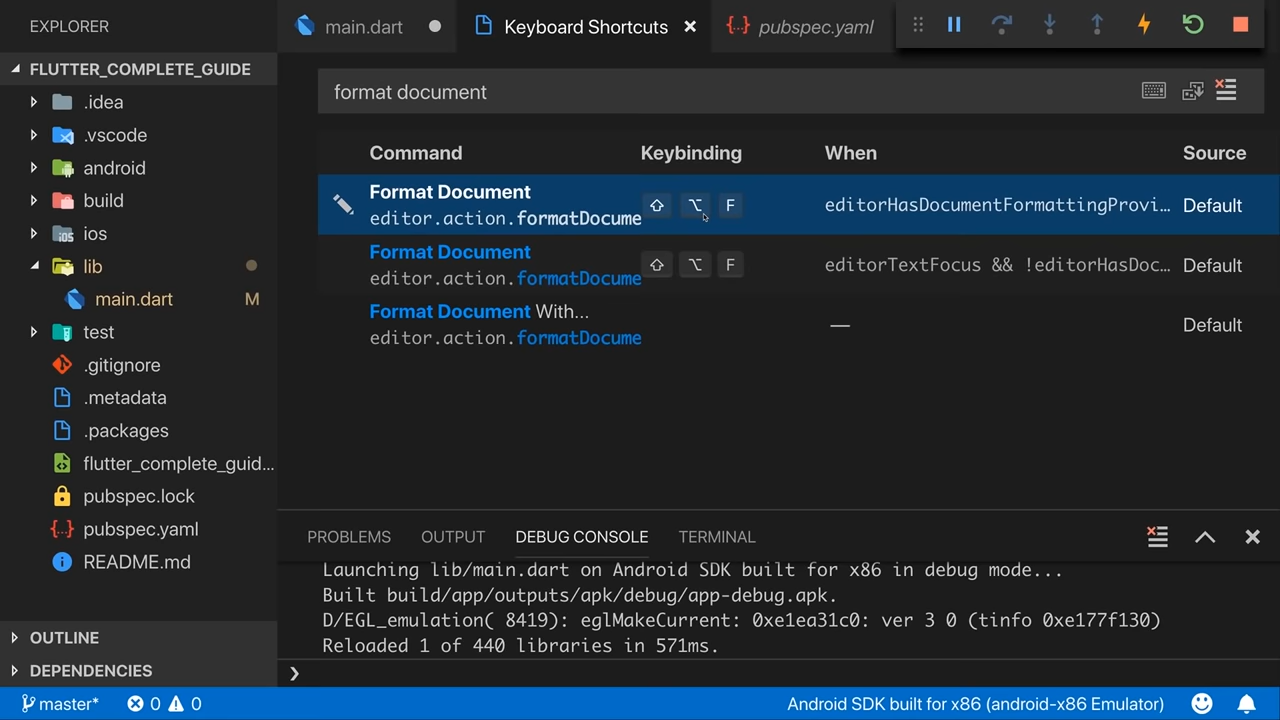 EXPLORER
main.dart
Keyboard Shortcuts
pubspec.yaml
FLUTTER_COMPLETE_GUIDE
.idea
.vscode
android
build
ios
lib
main.dart M
test
.gitignore
.metadata
.packages
flutter_complete_guid...
pubspec.lock
pubspec.yaml
README.md
OUTLINE
DEPENDENCIES
format document
Command Keybinding When Source
Format Document
editor.action.formatDocume
⇧ ⌥ F editorHasDocumentFormattingProvi... Default
Format Document
editor.action.formatDocume
⇧ ⌥ F editorTextFocus && !editorHasDoc... Default
Format Document With...
editor.action.formatDocume
— Default
PROBLEMS OUTPUT DEBUG CONSOLE TERMINAL
Launching lib/main.dart on Android SDK built for x86 in debug mode...
Built build/app/outputs/apk/debug/app-debug.apk.
D/EGL_emulation( 8419): eglMakeCurrent: 0xe1ea31c0: ver 3 0 (tinfo 0xe177f130)
Reloaded 1 of 440 libraries in 571ms.
❯
master* 0 0 Android SDK built for x86 (android-x86 Emulator)